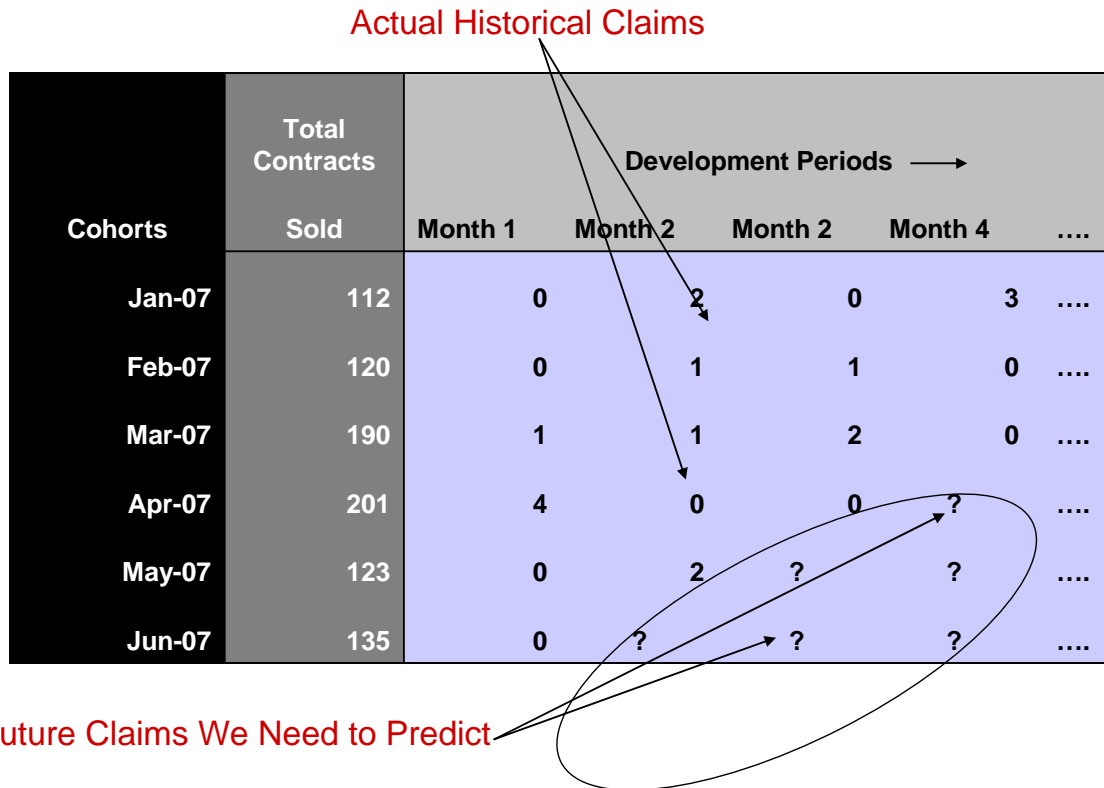 Actual Historical Claims
Total
Contracts
Development Periods
Cohorts Sold Month 1 Month 2 Month 2 Month 4 ....
Jan-07 112 0 2 0 3 ....
Feb-07 120 0 1 1 0 ....
Mar-07 190 1 1 2 0 ....
Apr-07 201 4 0 0 ? ....
May-07 123 0 2 ? ? ....
Jun-07 135 0 ? ? ? ....
uture Claims We Need to Predict